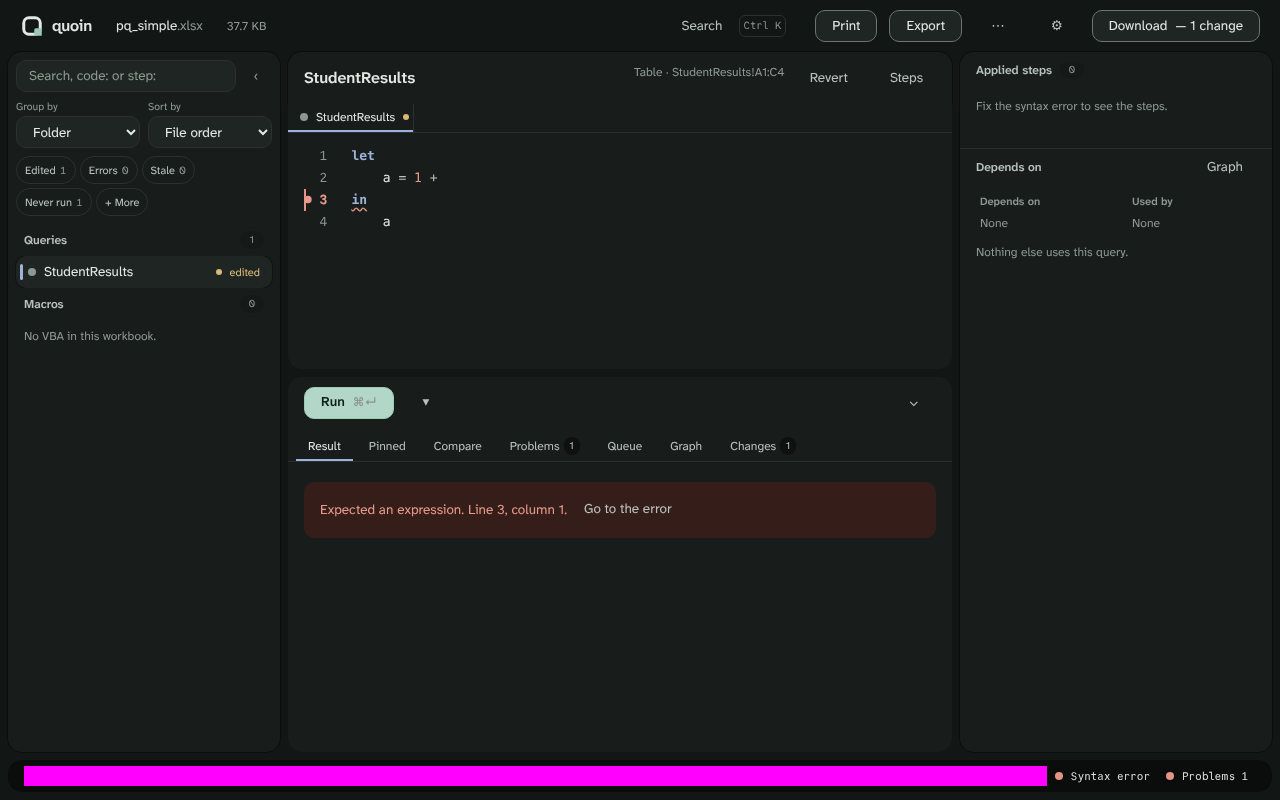 quoin pq_simple.xlsx 37.7 KB Search Ctrl K Print Export ⋯ ⚙ Download — 1 change
Search, code: or step: ‹
Group by Sort by
Folder File order
Edited 1 Errors 0 Stale 0
Never run 1 + More
Queries 1
StudentResults edited
Macros 0
No VBA in this workbook.
StudentResults Table · StudentResults!A1:C4 Revert Steps
StudentResults
1 let
2 a = 1 +
3 in
4 a
Run ⌘↵ ▼
Result Pinned Compare Problems 1 Queue Graph Changes 1
Expected an expression. Line 3, column 1. Go to the error
Applied steps 0
Fix the syntax error to see the steps.
Depends on Graph
Depends on Used by
None None
Nothing else uses this query.
Syntax error Problems 1